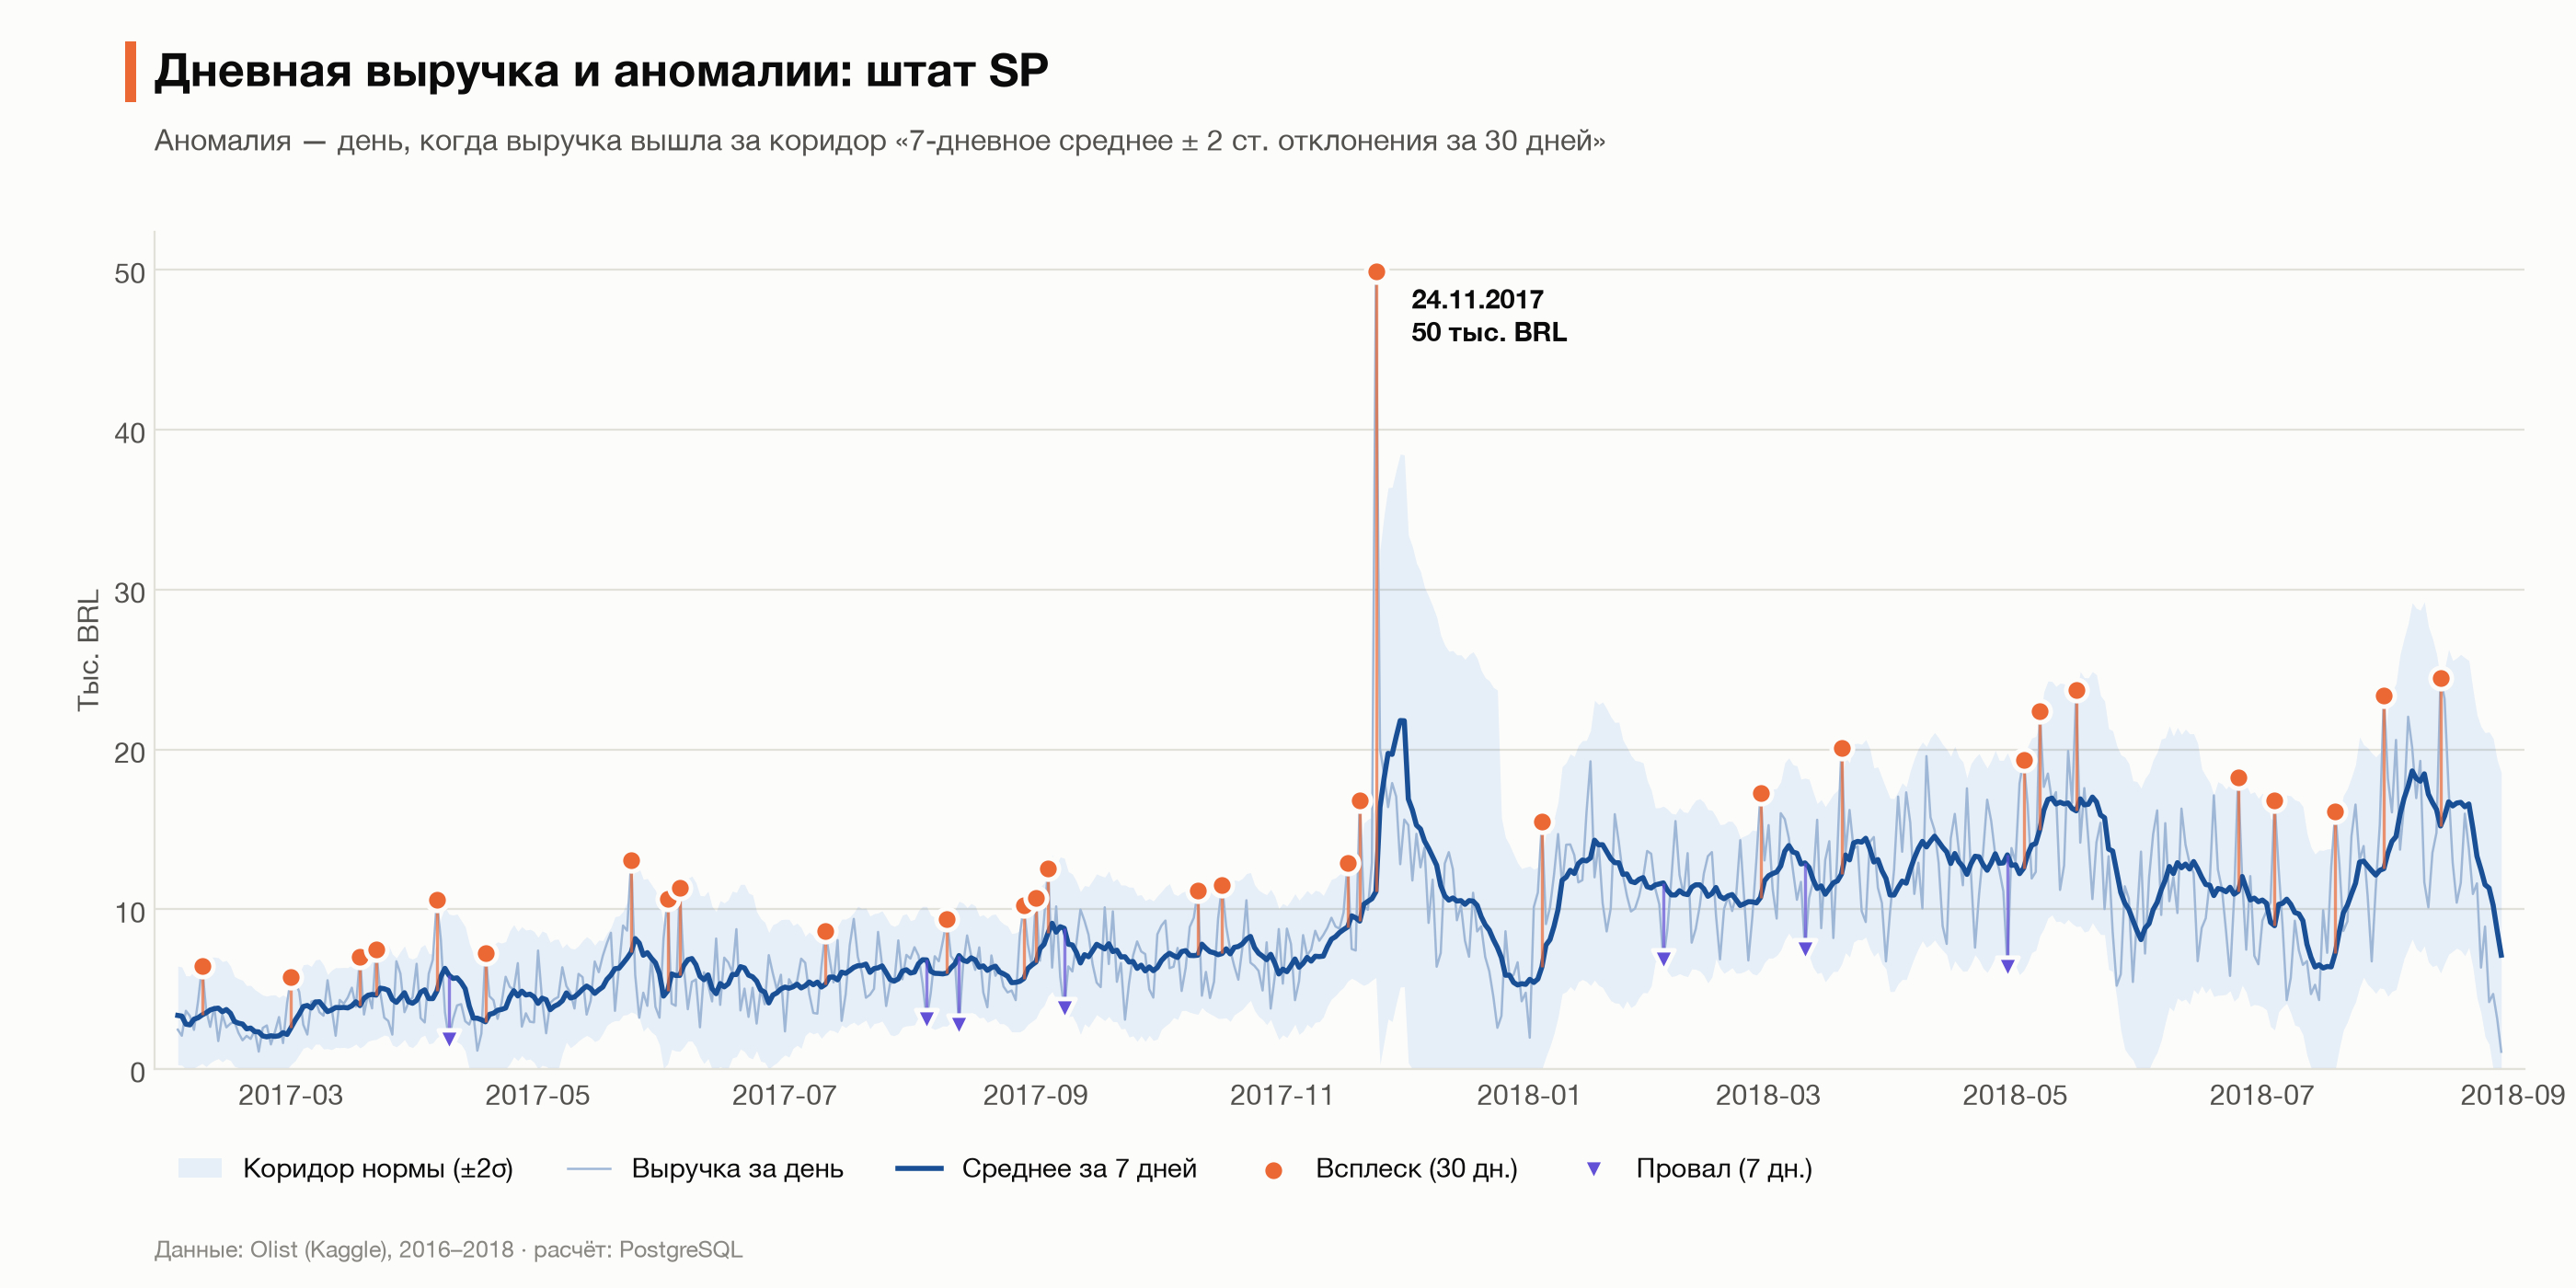 Дневная выручка и аномалии: штат SP
Аномалия — день, когда выручка вышла за коридор «7-дневное среднее ± 2 ст. отклонения за 30 дней»
50
24.11.2017
50 тыс. BRL
40
30
Тыс. BRL
20
10
0
2017-03 2017-05 2017-07 2017-09 2017-11 2018-01 2018-03 2018-05 2018-07 2018-09
Коридор нормы (±2σ) Выручка за день Среднее за 7 дней Всплеск (30 дн.) Провал (7 дн.)
Данные: Olist (Kaggle), 2016–2018 · расчёт: PostgreSQL